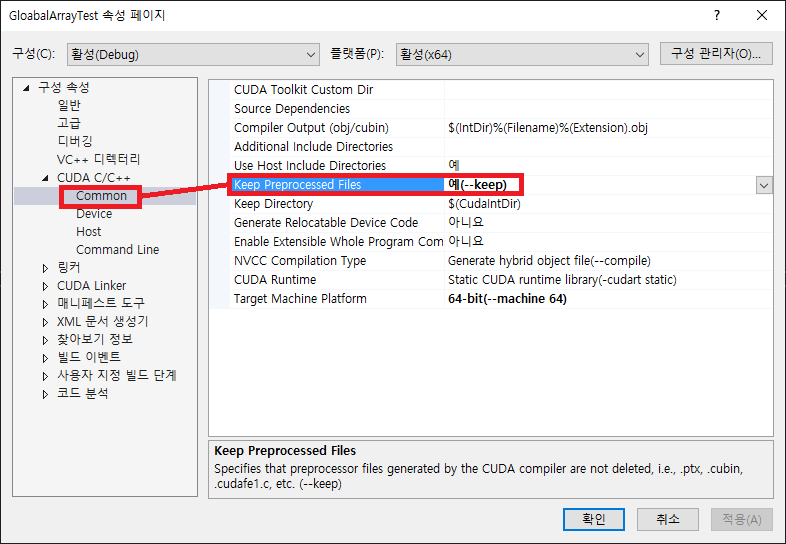 GloabalArrayTest 속성 페이지
구성(C): 활성(Debug) 플랫폼(P): 활성(x64) 구성 관리자(O)...
구성 속성
일반
고급
디버깅
VC++ 디렉터리
CUDA C/C++
Common
Device
Host
Command Line
링커
CUDA Linker
매니페스트 도구
XML 문서 생성기
찾아보기 정보
빌드 이벤트
사용자 지정 빌드 단계
코드 분석
CUDA Toolkit Custom Dir
Source Dependencies
Compiler Output (obj/cubin) $(IntDir)%(Filename)%(Extension).obj
Additional Include Directories
Use Host Include Directories 예
Keep Preprocessed Files 예(--keep)
Keep Directory $(CudaIntDir)
Generate Relocatable Device Code 아니요
Enable Extensible Whole Program Com 아니요
NVCC Compilation Type Generate hybrid object file(--compile)
CUDA Runtime Static CUDA runtime library(-cudart static)
Target Machine Platform 64-bit(--machine 64)
Keep Preprocessed Files
Specifies that preprocessor files generated by the CUDA compiler are not deleted, i.e., .ptx, .cubin,
.cudafe1.c, etc. (--keep)
확인 취소 적용(A)